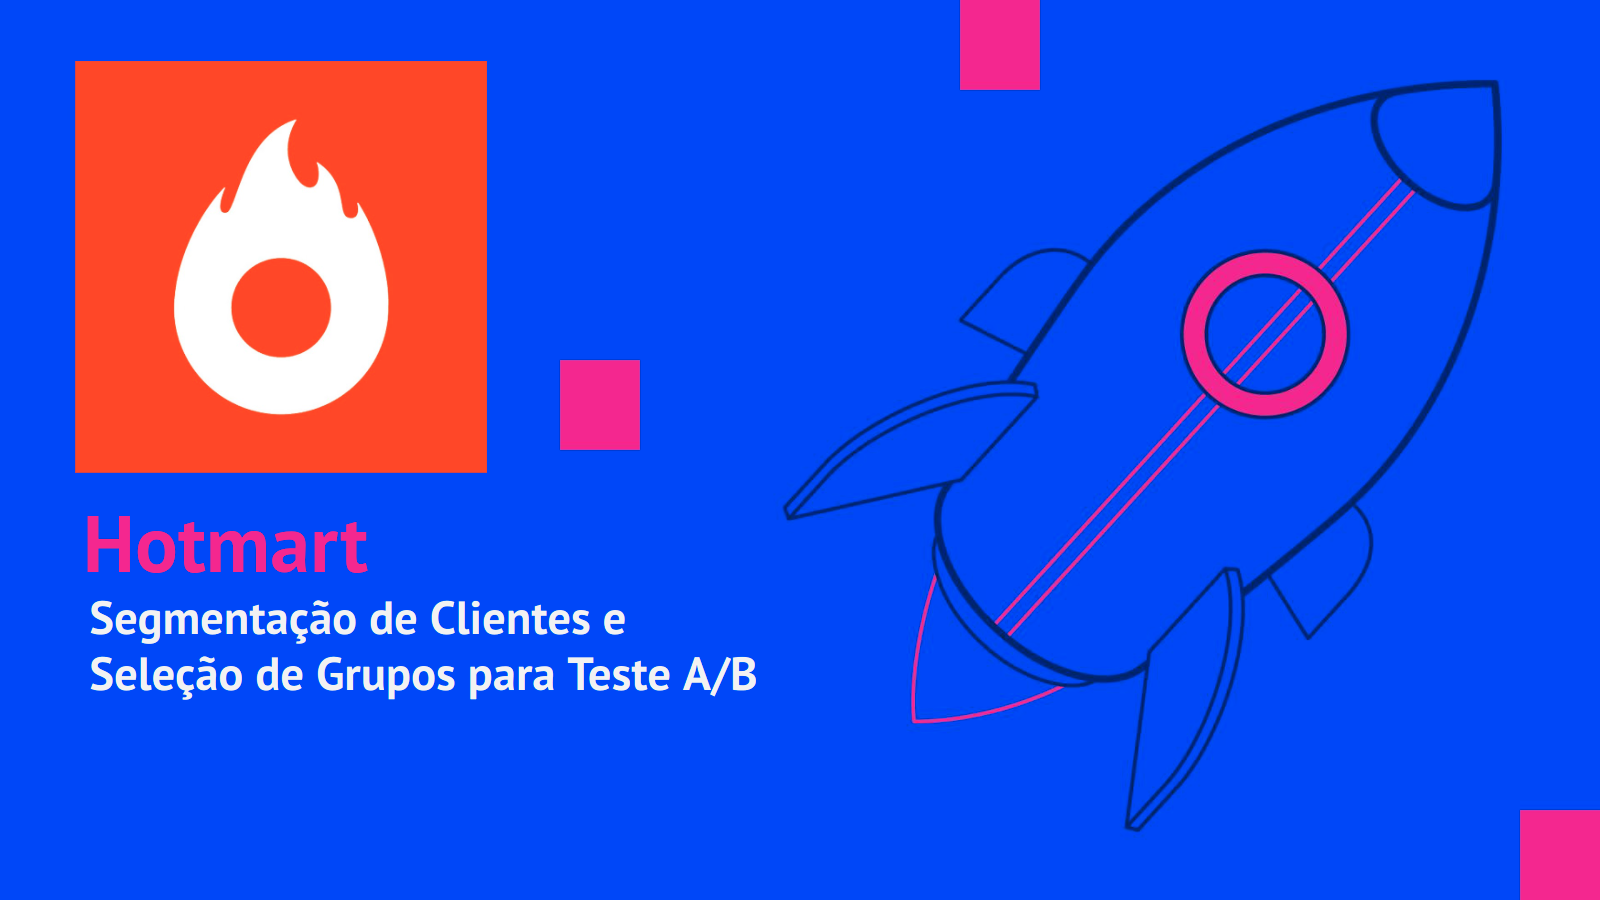 Hotmart
Segmentação de Clientes e
Seleção de Grupos para Teste A/B